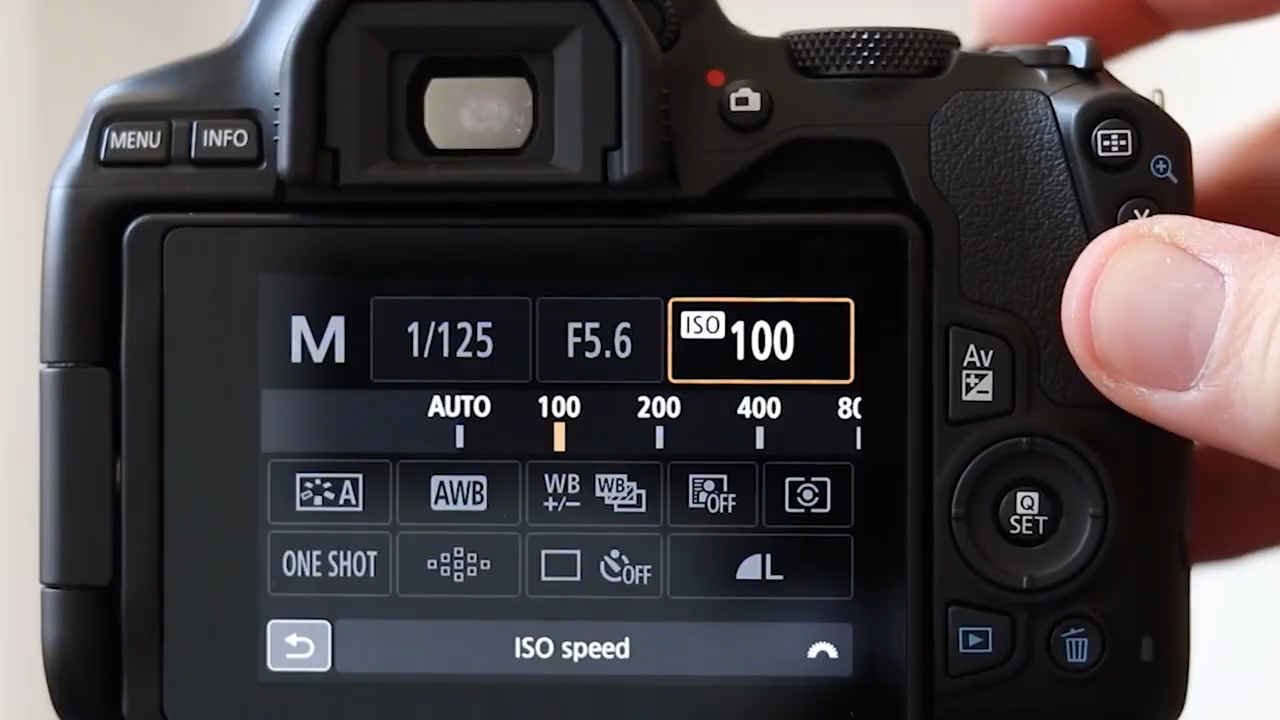 MENU INFO
M 1/125 F5.6 ISO 100
AUTO 100 200 400
Av
A AWB WB +/- WB OFF
Q
SET
ONE SHOT OFF L
ISO speed